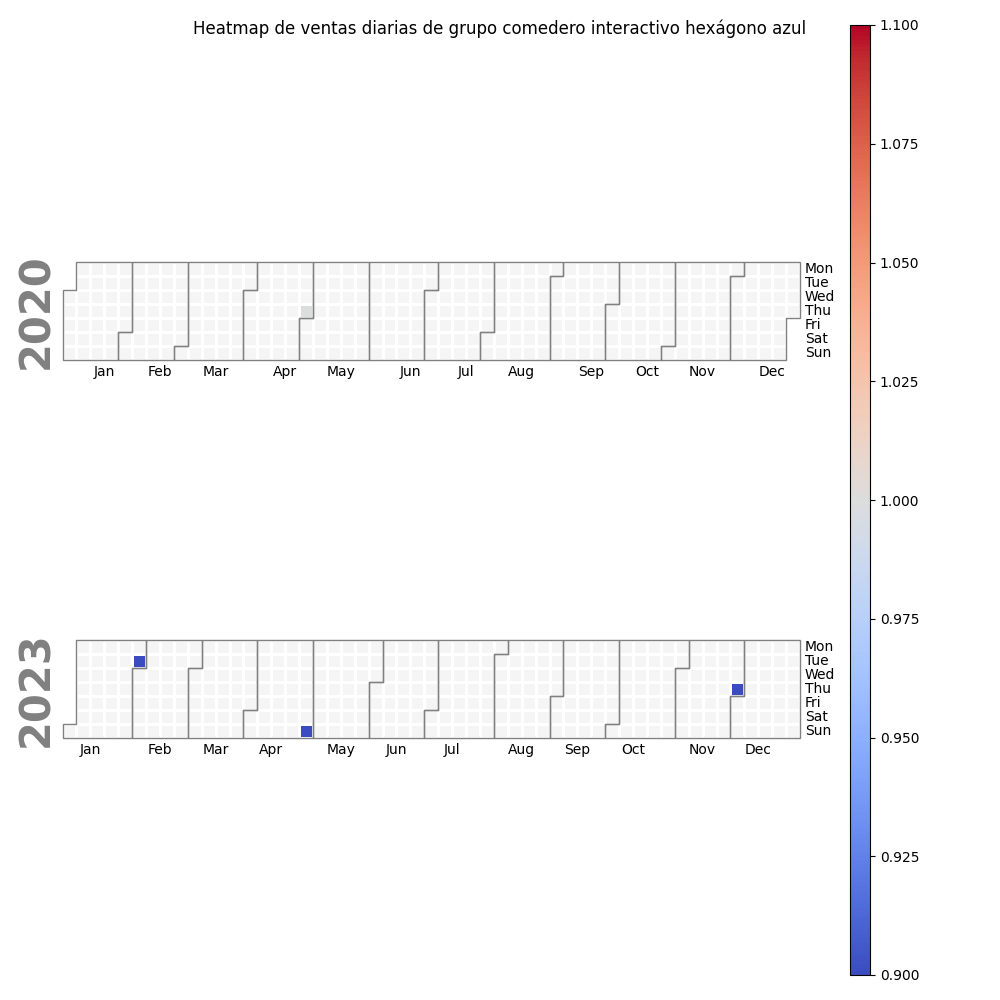 Heatmap de ventas diarias de grupo comedero interactivo hexágono azul
2020
Mon
Tue
Wed
Thu
Fri
Sat
Sun
Jan Feb Mar Apr May Jun Jul Aug Sep Oct Nov Dec
2023
Mon
Tue
Wed
Thu
Fri
Sat
Sun
Jan Feb Mar Apr May Jun Jul Aug Sep Oct Nov Dec
1.100
1.075
1.050
1.025
1.000
0.975
0.950
0.925
0.900